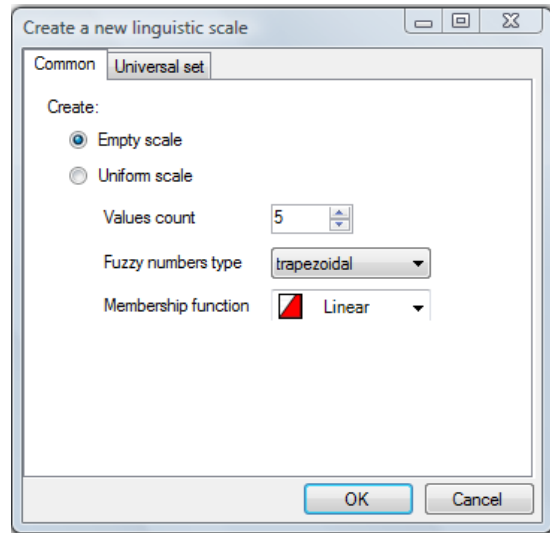 Create a new linguistic scale
Common Universal set
Create:
Empty scale
Uniform scale
Values count 5
Fuzzy numbers type trapezoidal
Membership function Linear
OK Cancel